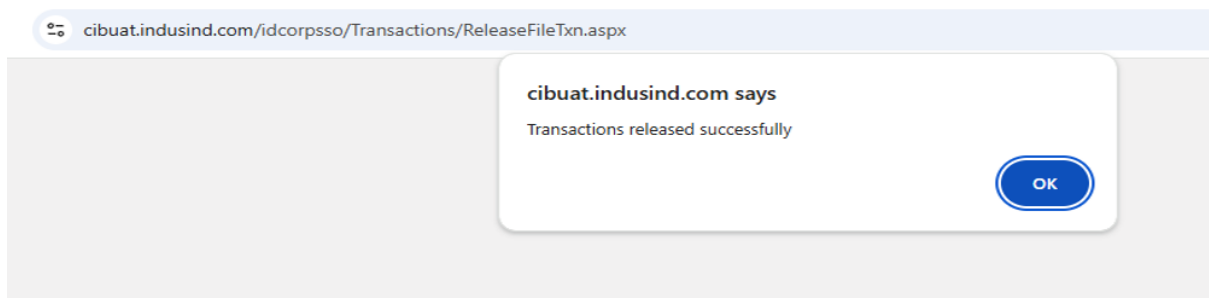 cibuat.indusind.com/idcorpsso/Transactions/ReleaseFileTxn.aspx
cibuat.indusind.com says
Transactions released successfully
OK